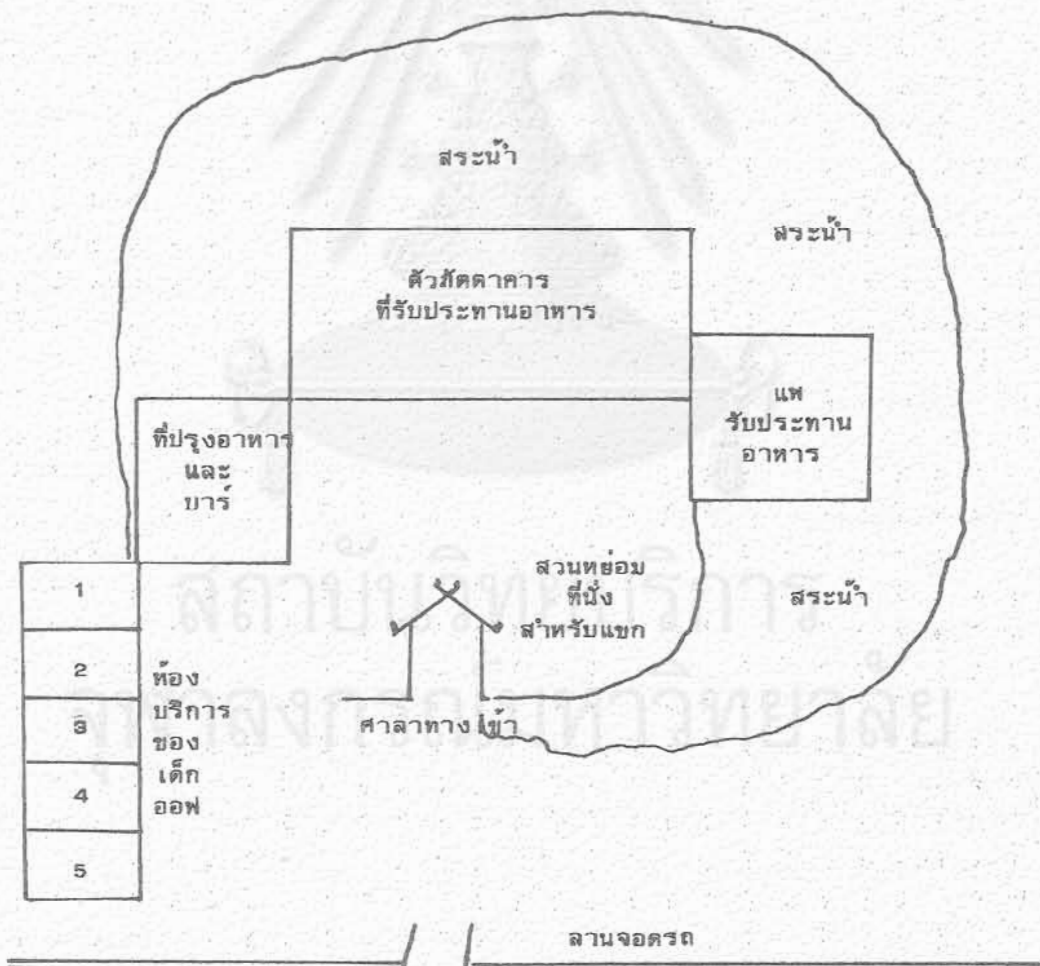 สระน้ำ
สระน้ำ
ตัวภัตตาคาร
ที่รับประทานอาหาร
แพ
รับประทาน
อาหาร
ที่ปรุงอาหาร
และ
บาร์
สวนหย่อม
ที่นั่ง
สำหรับแขก
สระน้ำ
1
2
3
4
5
ห้อง
บริการ
ของ
เด็ก
ออฟ
ศาลาทางเข้า
ลานจอดรถ
สถาบันวิทยบริการ
จุฬาลงกรณ์มหาวิทยาลัย